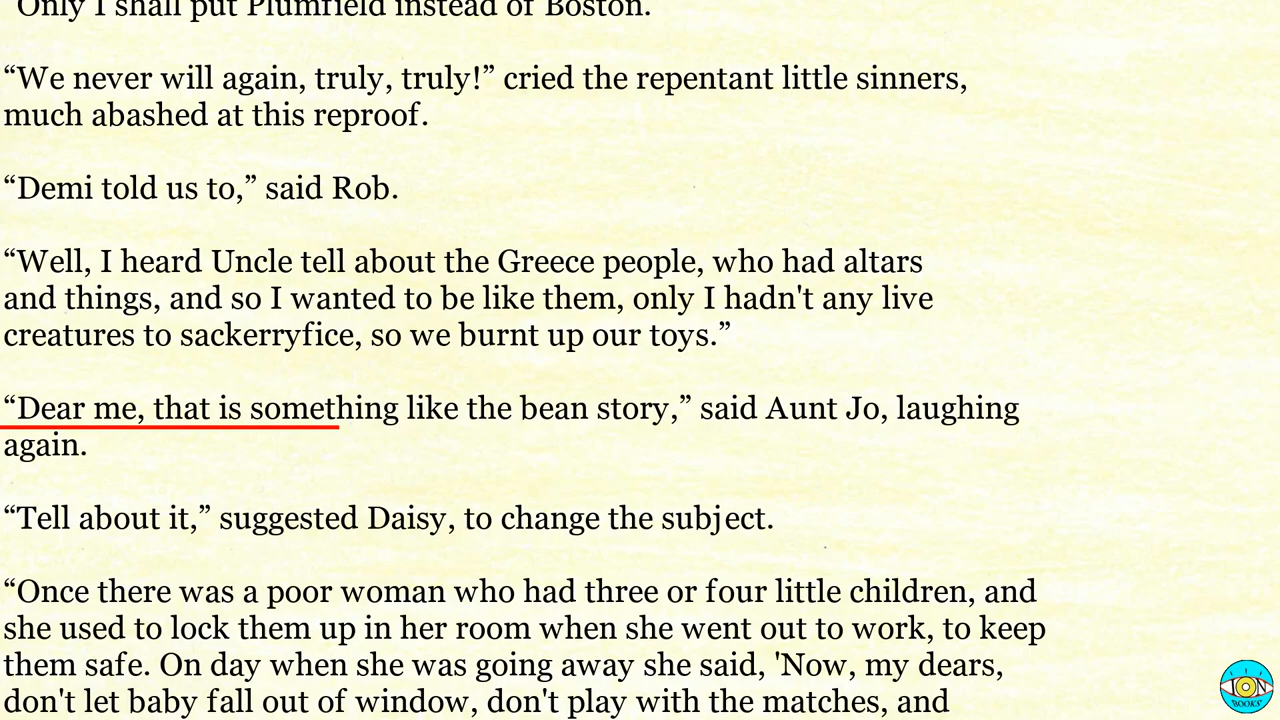 Only I shall put Plumfield instead of Boston.
“We never will again, truly, truly!” cried the repentant little sinners,
much abashed at this reproof.
“Demi told us to,” said Rob.
“Well, I heard Uncle tell about the Greece people, who had altars
and things, and so I wanted to be like them, only I hadn't any live
creatures to sackerryfice, so we burnt up our toys.”
“Dear me, that is something like the bean story,” said Aunt Jo, laughing
again.
“Tell about it,” suggested Daisy, to change the subject.
“Once there was a poor woman who had three or four little children, and
she used to lock them up in her room when she went out to work, to keep
them safe. On day when she was going away she said, 'Now, my dears,
don't let baby fall out of window, don't play with the matches, and
ION
BOOKS